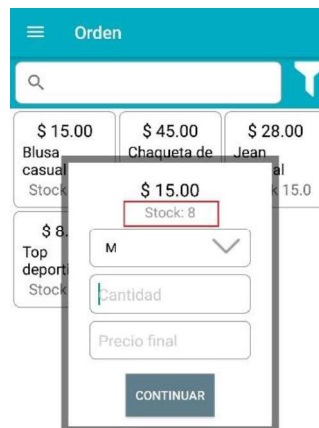 Orden
$ 15.00
Blusa
casual
Stock
$ 45.00
Chaqueta de
$ 28.00
Jean
al
k 15.0
$ 8.
Top
deporti
Stock
$ 15.00
Stock: 8
M
Cantidad
Precio final
CONTINUAR